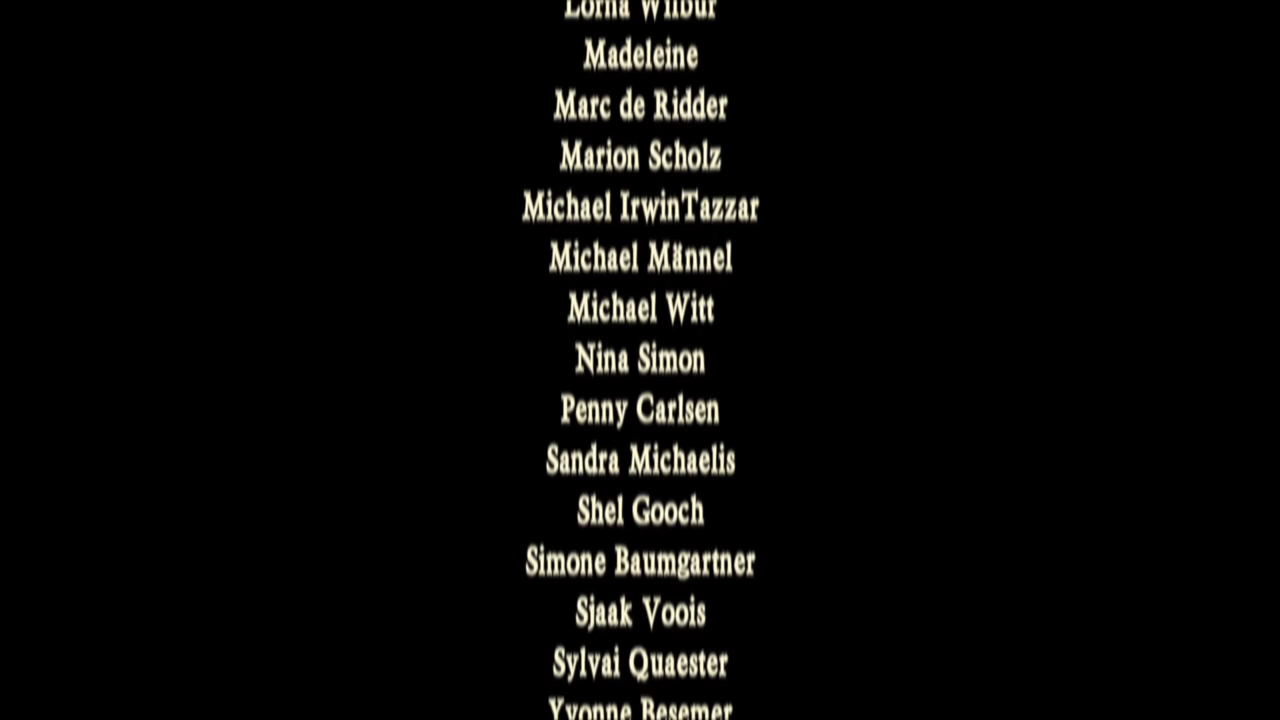 Lorna Wilbur
Madeleine
Marc de Ridder
Marion Scholz
Michael IrwinTazzar
Michael Männel
Michael Witt
Nina Simon
Penny Carlsen
Sandra Michaelis
Shel Gooch
Simone Baumgartner
Sjaak Voois
Sylvai Quaester
Yvonne Besemer